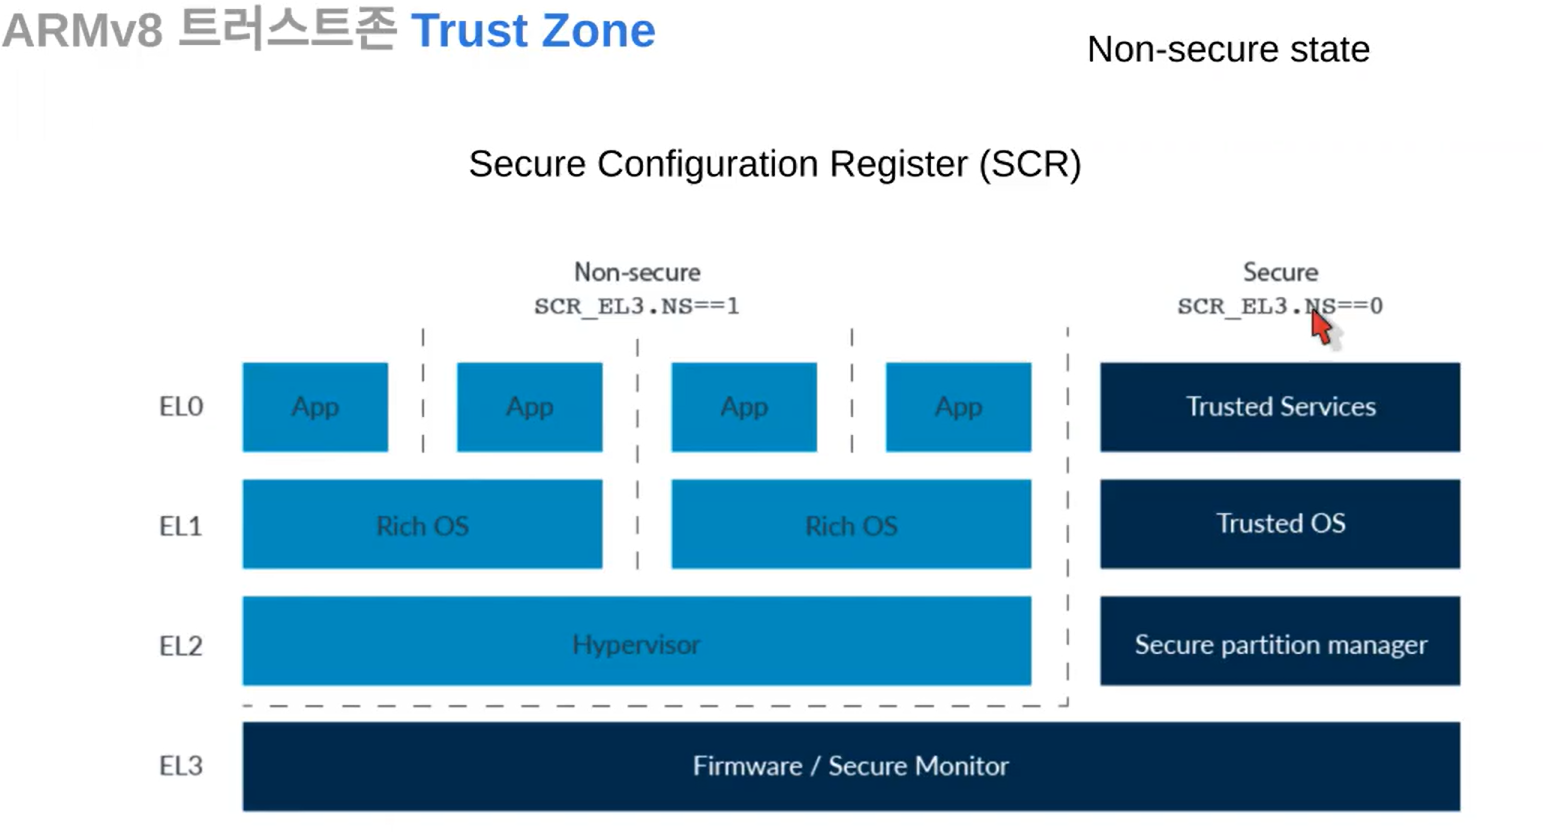 ARMv8 트러스트존 Trust Zone
Non-secure state
Secure Configuration Register (SCR)
Non-secure
SCR_EL3.NS==1
Secure
SCR_EL3.NS==0
EL0
App
App
App
App
Trusted Services
EL1
Rich OS
Rich OS
Trusted OS
EL2
Hypervisor
Secure partition manager
EL3
Firmware / Secure Monitor